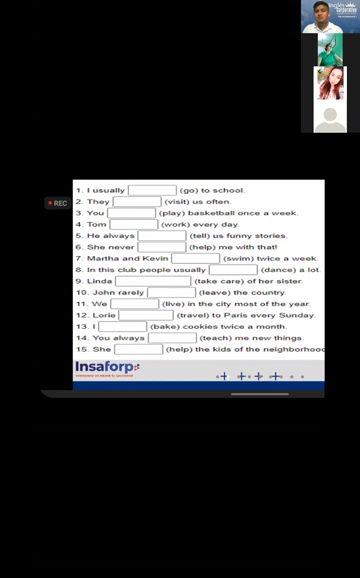 Inglés
Corporativo
REC
1. I usually (go) to school.
2. They (visit) us often.
3. You (play) basketball once a week.
4. Tom (work) every day.
5. He always (tell) us funny stories.
6. She never (help) me with that!
7. Martha and Kevin (swim) twice a week.
8. In this club people usually (dance) a lot.
9. Linda (take care) of her sister.
10. John rarely (leave) the country.
11. We (live) in the city most of the year.
12. Lorie (travel) to Paris every Sunday.
13. I (bake) cookies twice a month.
14. You always (teach) me new things.
15. She (help) the kids of the neighborhood
Insaforp